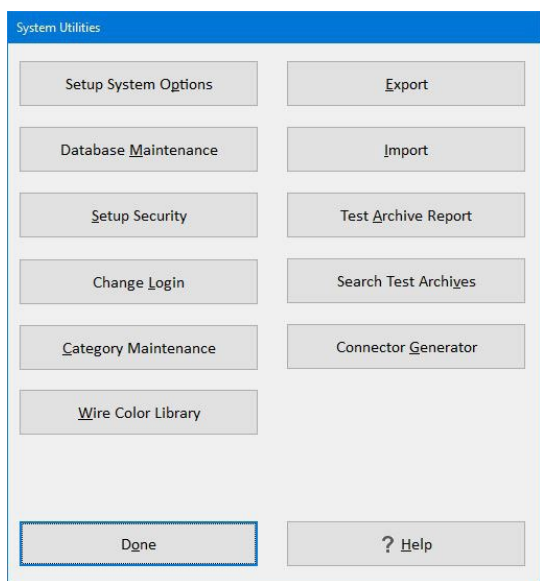 System Utilities
Setup System Options
Export
Database Maintenance
Import
Setup Security
Test Archive Report
Change Login
Search Test Archives
Category Maintenance
Connector Generator
Wire Color Library
Done
? Help